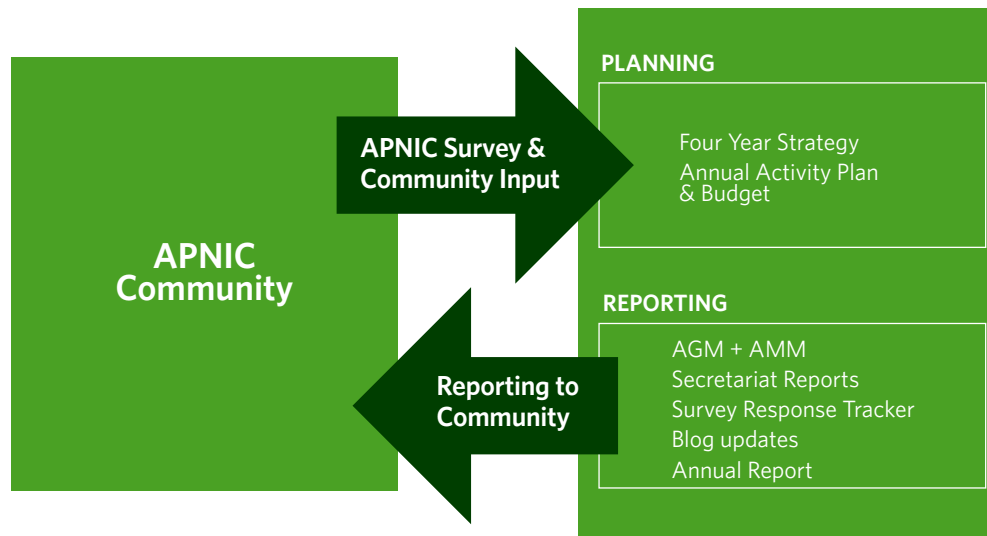 APNIC
Community
APNIC Survey &
Community Input
PLANNING
Four Year Strategy
Annual Activity Plan
& Budget
Reporting to
Community
REPORTING
AGM + AMM
Secretariat Reports
Survey Response Tracker
Blog updates
Annual Report